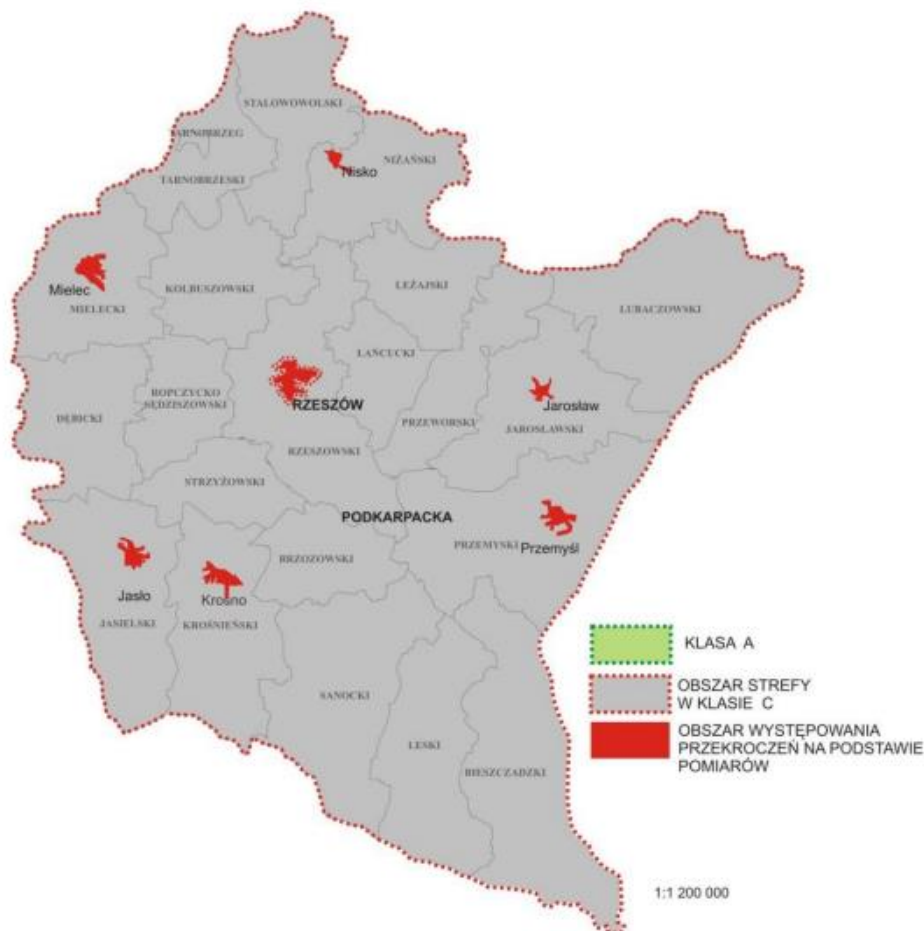 STALOWOWOLSKI
TARNOBRZEG
NIŻAŃSKI
Nisko
TARNOBRZESKI
Mielec
MIELECKI
KOLBUSZOWSKI
LEŻAJSKI
LUBACZOWSKI
ŁAŃCUCKI
ROPCZYCKO
SĘDZISZOWSKI
RZESZÓW
Jarosław
DĘBICKI
PRZEWORSKI
JAROSŁAWSKI
RZESZOWSKI
STRZYŻOWSKI
PODKARPACKA
PRZEMYSKI
Przemyśl
BRZOZOWSKI
Jasło
Krosno
JASIELSKI
KROŚNIEŃSKI
SANOCKI
LESKI
BIESZCZADZKI
KLASA A
OBSZAR STREFY
W KLASIE C
OBSZAR WYSTĘPOWANIA
PRZEKROCZEŃ NA PODSTAWIE
POMIARÓW
1:1 200 000